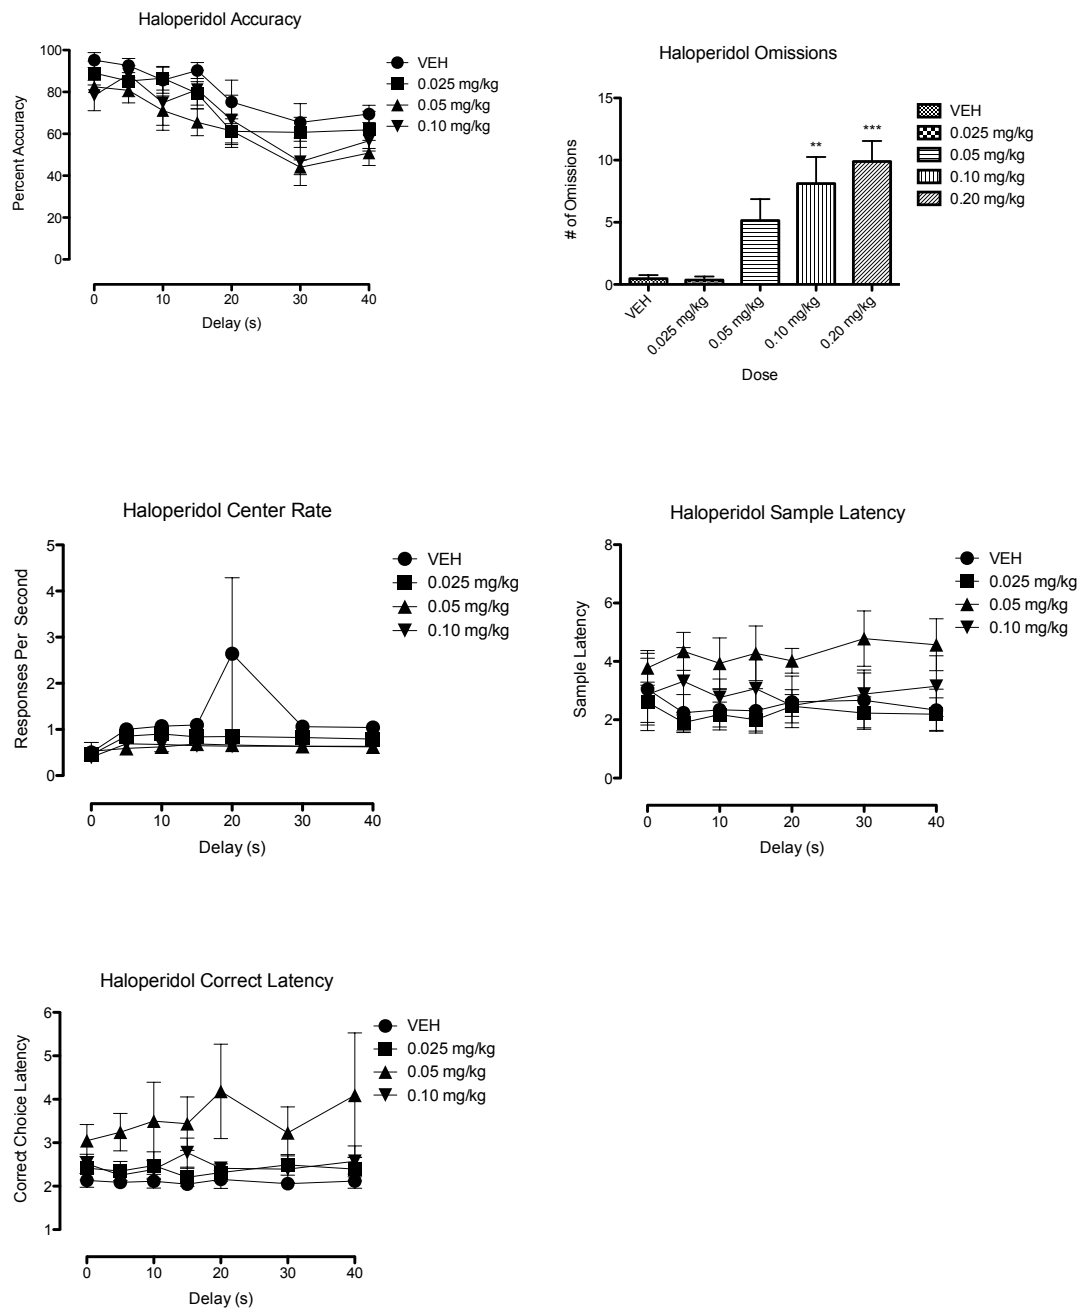 Haloperidol Accuracy
Percent Accuracy
100
80
60
40
20
0
0 10 20 30 40
Delay (s)
VEH
0.025 mg/kg
0.05 mg/kg
0.10 mg/kg
Haloperidol Omissions
# of Omissions
15
10
5
0
** ***
VEH 0.025 mg/kg 0.05 mg/kg 0.10 mg/kg 0.20 mg/kg
Dose
VEH
0.025 mg/kg
0.05 mg/kg
0.10 mg/kg
0.20 mg/kg
Haloperidol Center Rate
Responses Per Second
5
4
3
2
1
0
0 10 20 30 40
Delay (s)
VEH
0.025 mg/kg
0.05 mg/kg
0.10 mg/kg
Haloperidol Sample Latency
Sample Latency
8
6
4
2
0
0 10 20 30 40
Delay (s)
VEH
0.025 mg/kg
0.05 mg/kg
0.10 mg/kg
Haloperidol Correct Latency
Correct Choice Latency
6
5
4
3
2
1
0 10 20 30 40
Delay (s)
VEH
0.025 mg/kg
0.05 mg/kg
0.10 mg/kg